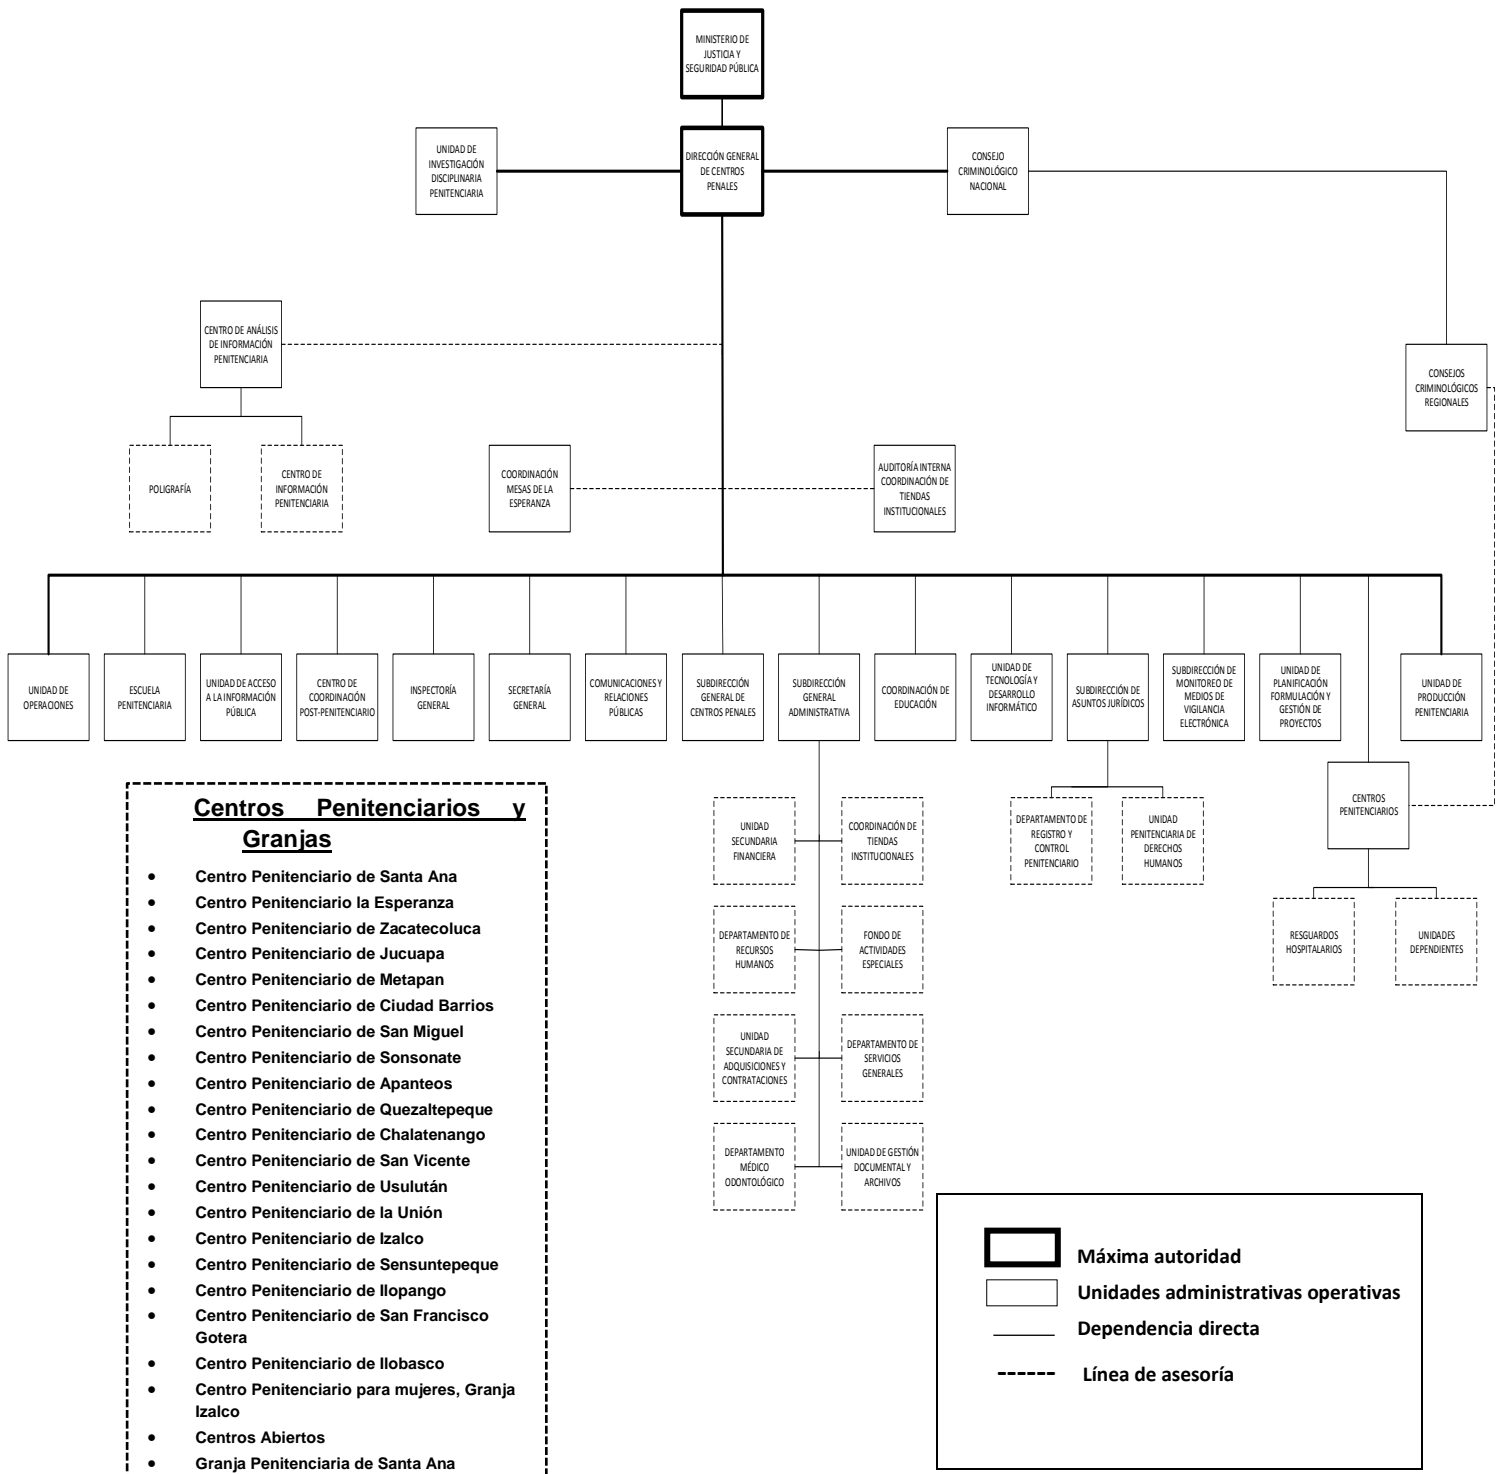 MINISTERIO DE
JUSTICIA Y
SEGURIDAD PÚBLICA
UNIDAD DE
INVESTIGACIÓN
DISCIPLINARIA
PENITENCIARIA
DIRECCIÓN GENERAL
DE CENTROS
PENALES
CONSEJO
CRIMINOLÓGICO
NACIONAL
CENTRO DE ANÁLISIS
DE INFORMACIÓN
PENITENCIARIA
CONSEJOS
CRIMINOLÓGICOS
REGIONALES
POLIGRAFÍA
CENTRO DE
INFORMACIÓN
PENITENCIARIA
COORDINACIÓN
MESAS DE LA
ESPERANZA
AUDITORÍA INTERNA
COORDINACIÓN DE
TIENDAS
INSTITUCIONALES
UNIDAD DE
OPERACIONES
ESCUELA
PENITENCIARIA
UNIDAD DE ACCESO
A LA INFORMACIÓN
PÚBLICA
CENTRO DE
COORDINACIÓN
POST-PENITENCIARIO
INSPECTORÍA
GENERAL
SECRETARÍA
GENERAL
COMUNICACIONES Y
RELACIONES
PÚBLICAS
SUBDIRECCIÓN
GENERAL DE
CENTROS PENALES
SUBDIRECCIÓN
GENERAL
ADMINISTRATIVA
COORDINACIÓN DE
EDUCACIÓN
UNIDAD DE
TECNOLOGÍA Y
DESARROLLO
INFORMÁTICO
SUBDIRECCIÓN DE
ASUNTOS JURÍDICOS
SUBDIRECCIÓN DE
MONITOREO DE
MEDIOS DE
VIGILANCIA
ELECTRÓNICA
UNIDAD DE
PLANIFICACIÓN
FORMULACIÓN Y
GESTIÓN DE
PROYECTOS
UNIDAD DE
PRODUCCIÓN
PENITENCIARIA
CENTROS
PENITENCIARIOS
UNIDAD
SECUNDARIA
FINANCIERA
COORDINACIÓN DE
TIENDAS
INSTITUCIONALES
DEPARTAMENTO DE
REGISTRO Y
CONTROL
PENITENCIARIO
UNIDAD
PENITENCIARIA DE
DERECHOS
HUMANOS
DEPARTAMENTO DE
RECURSOS
HUMANOS
FONDO DE
ACTIVIDADES
ESPECIALES
RESGUARDOS
HOSPITALARIOS
UNIDADES
DEPENDIENTES
UNIDAD
SECUNDARIA DE
ADQUISICIONES Y
CONTRATACIONES
DEPARTAMENTO DE
SERVICIOS
GENERALES
DEPARTAMENTO
MÉDICO
ODONTOLÓGICO
UNIDAD DE GESTIÓN
DOCUMENTAL Y
ARCHIVOS
Centros Penitenciarios y
Granjas
• Centro Penitenciario de Santa Ana
• Centro Penitenciario la Esperanza
• Centro Penitenciario de Zacatecoluca
• Centro Penitenciario de Jucuapa
• Centro Penitenciario de Metapan
• Centro Penitenciario de Ciudad Barrios
• Centro Penitenciario de San Miguel
• Centro Penitenciario de Sonsonate
• Centro Penitenciario de Apanteos
• Centro Penitenciario de Quezaltepeque
• Centro Penitenciario de Chalatenango
• Centro Penitenciario de San Vicente
• Centro Penitenciario de Usulután
• Centro Penitenciario de la Unión
• Centro Penitenciario de Izalco
• Centro Penitenciario de Sensuntepeque
• Centro Penitenciario de Ilopango
• Centro Penitenciario de San Francisco
Gotera
• Centro Penitenciario de Ilobasco
• Centro Penitenciario para mujeres, Granja
Izalco
• Centros Abiertos
• Granja Penitenciaria de Santa Ana
Máxima autoridad
Unidades administrativas operativas
Dependencia directa
Línea de asesoría